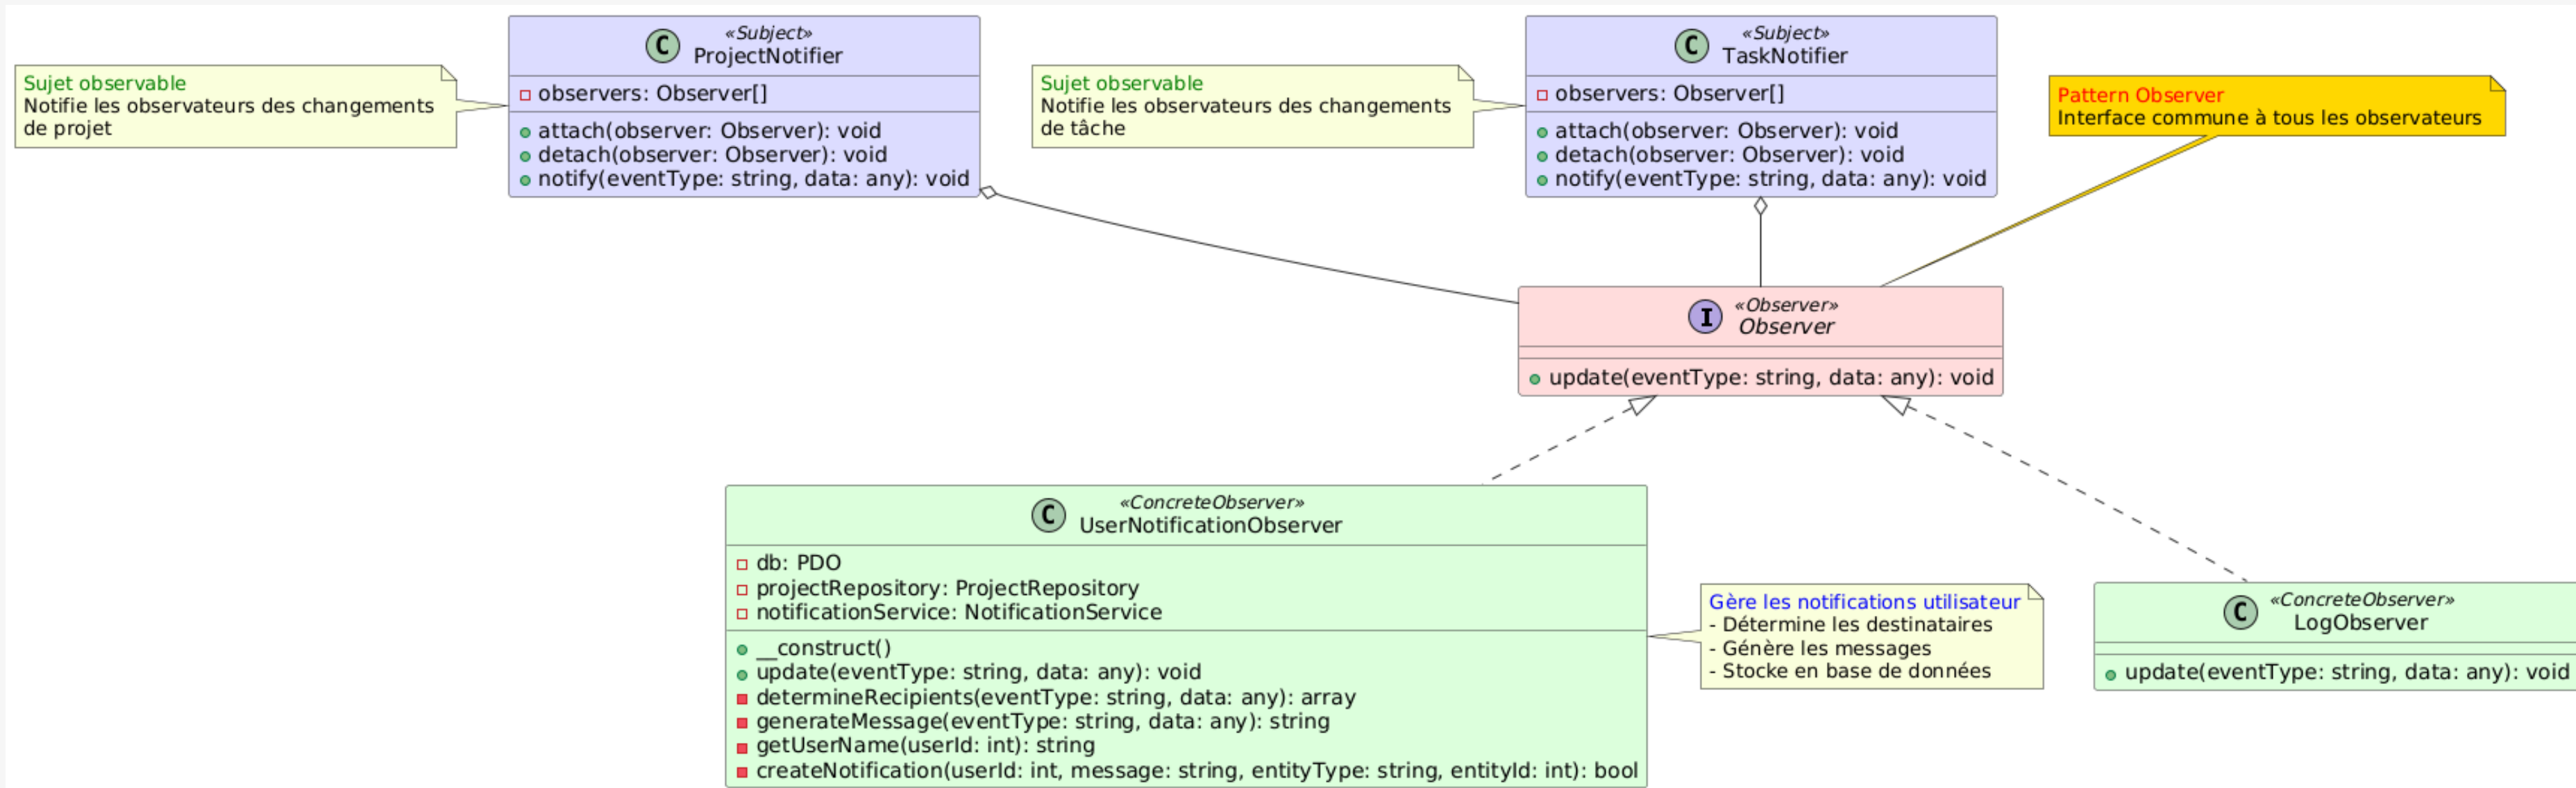 «Subject»
ProjectNotifier
observers: Observer[]
attach(observer: Observer): void
detach(observer: Observer): void
notify(eventType: string, data: any): void
Sujet observable
Notifie les observateurs des changements
de projet
«Subject»
TaskNotifier
observers: Observer[]
attach(observer: Observer): void
detach(observer: Observer): void
notify(eventType: string, data: any): void
Sujet observable
Notifie les observateurs des changements
de tâche
Pattern Observer
Interface commune à tous les observateurs
«Observer»
Observer
update(eventType: string, data: any): void
«ConcreteObserver»
UserNotificationObserver
db: PDO
projectRepository: ProjectRepository
notificationService: NotificationService
__construct()
update(eventType: string, data: any): void
determineRecipients(eventType: string, data: any): array
generateMessage(eventType: string, data: any): string
getUserName(userId: int): string
createNotification(userId: int, message: string, entityType: string, entityId: int): bool
Gère les notifications utilisateur
- Détermine les destinataires
- Génère les messages
- Stocke en base de données
«ConcreteObserver»
LogObserver
update(eventType: string, data: any): void